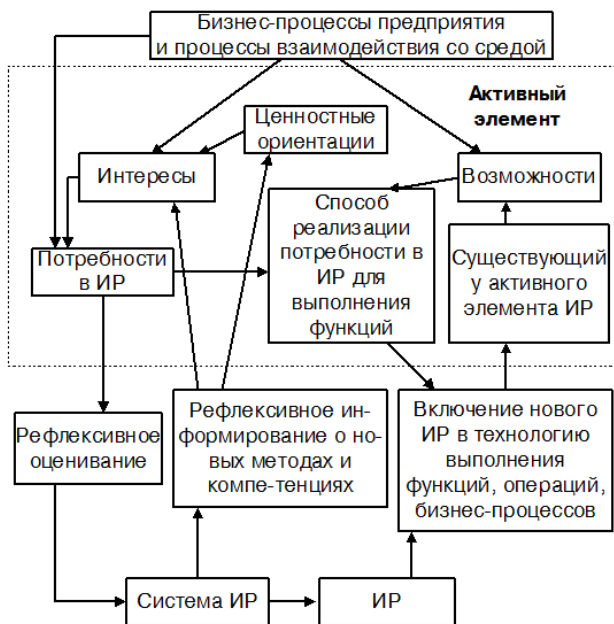 Бизнес-процессы предприятия
и процессы взаимодействия со средой
Активный
элемент
Ценностные
ориентации
Интересы
Возможности
Способ
реализации
потребности в
ИР для
выполнения
функций
Потребности
в ИР
Существующий
у активного
элемента ИР
Рефлексивное
оценивание
Рефлексивное ин-
формирование о но-
вых методах и
компе-тенциях
Включение нового
ИР в технологию
выполнения
функций, операций,
бизнес-процессов
Система ИР
ИР